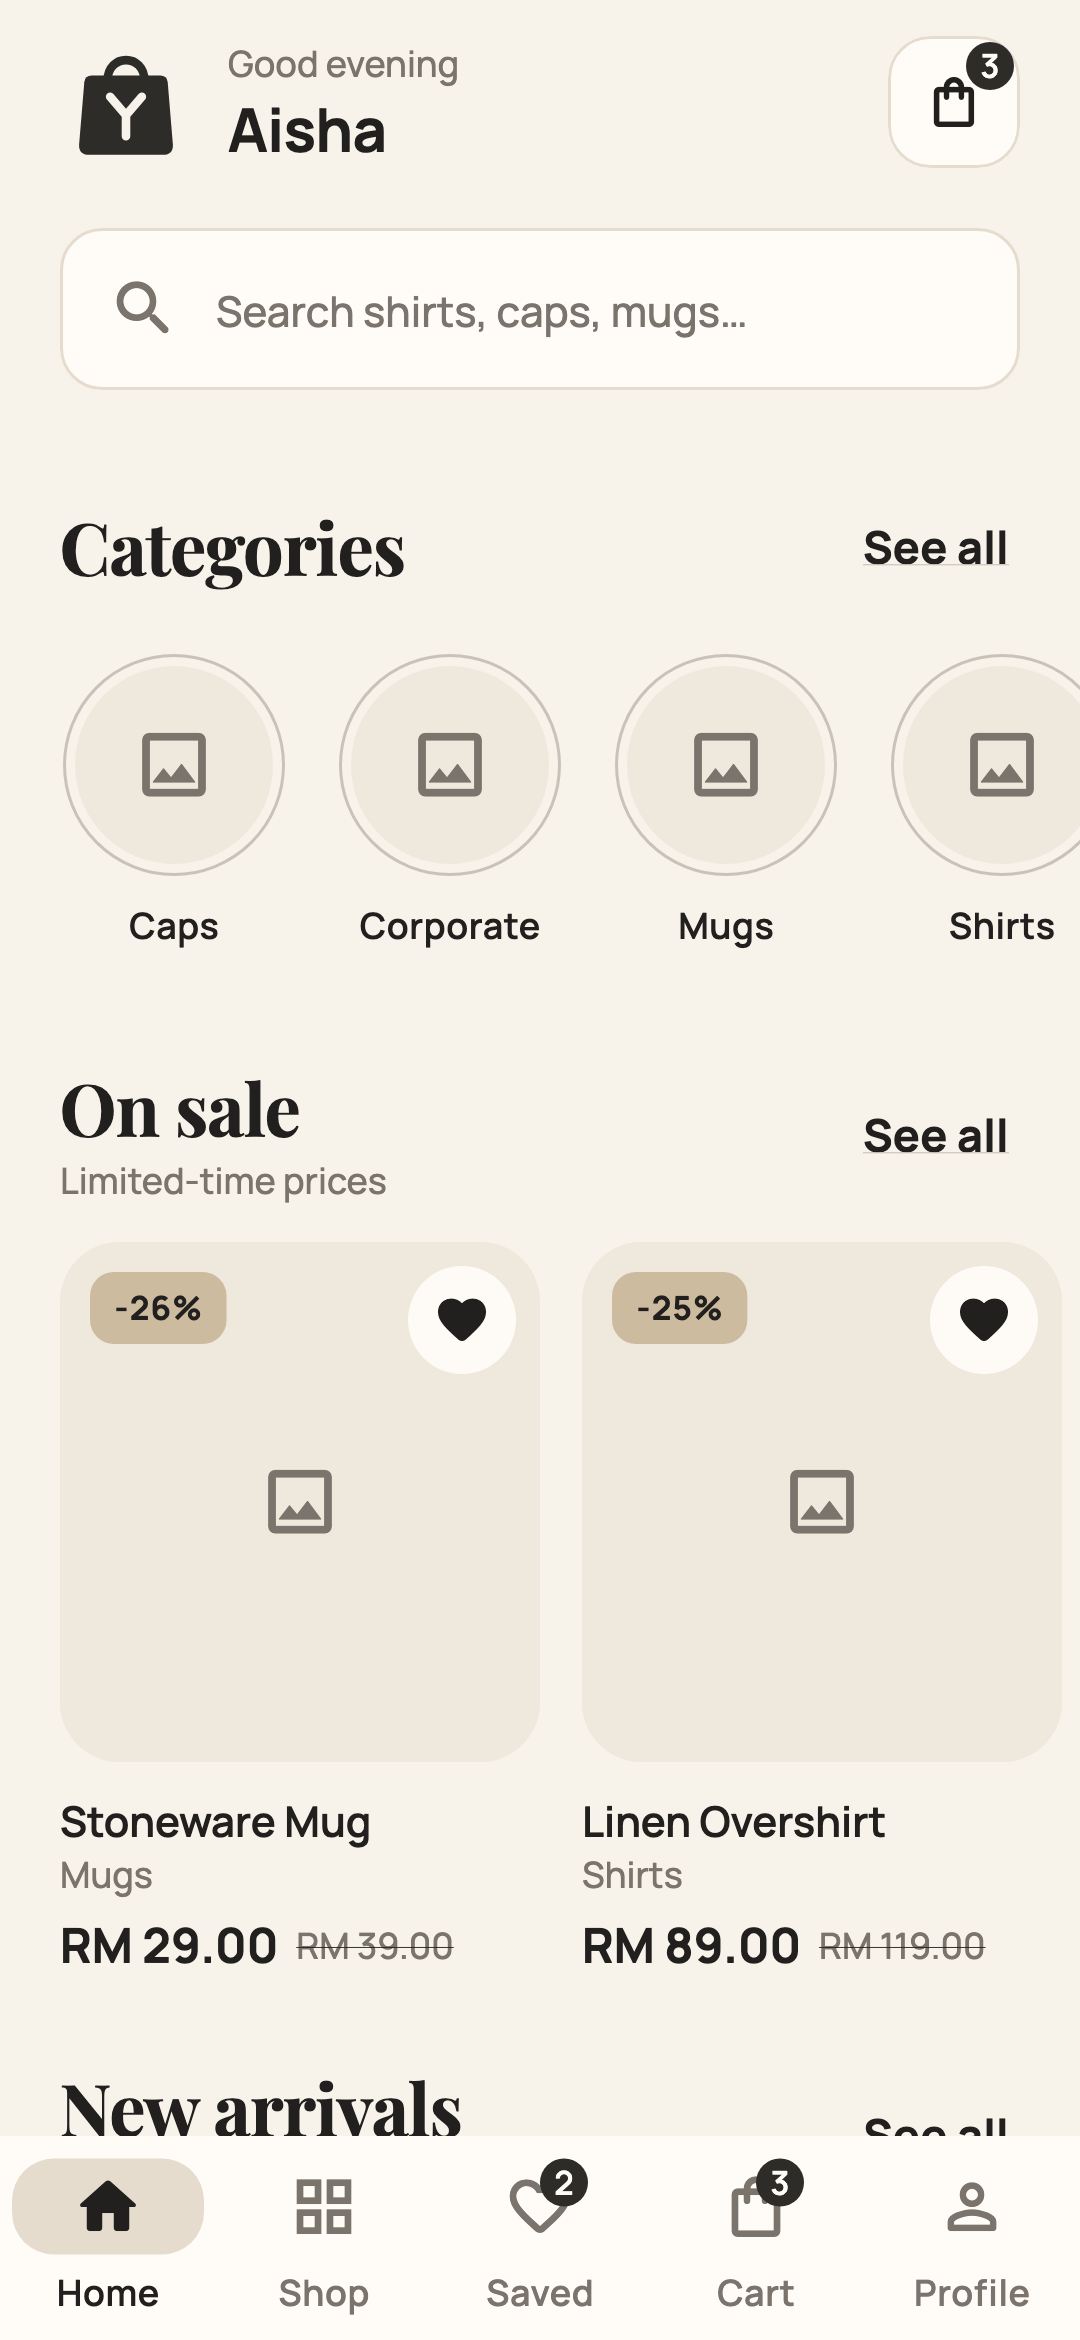 Good evening
Aisha
3
Y
Search shirts, caps, mugs...
Categories
See all
Caps
Corporate
Mugs
Shirts
On sale
See all
Limited-time prices
-26%
-25%
Stoneware Mug
Linen Overshirt
Mugs
Shirts
RM 29.00 RM 39.00
RM 89.00 RM 119.00
New arrivals
See all
2
3
Home
Shop
Saved
Cart
Profile